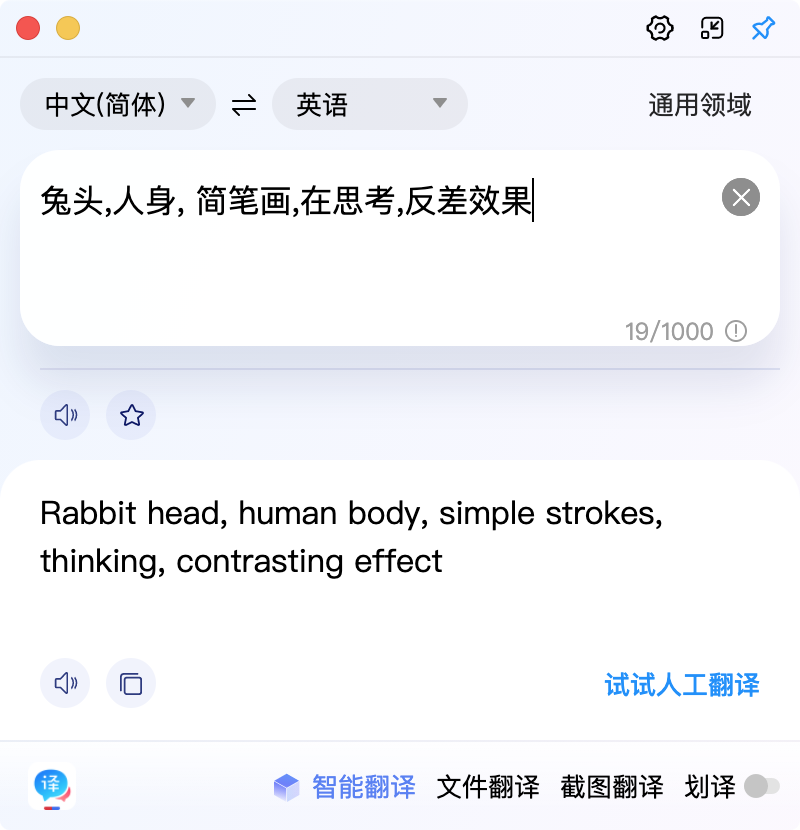 中文(简体)
英语
通用领域
兔头,人身, 简笔画,在思考,反差效果
19/1000
Rabbit head, human body, simple strokes,
thinking, contrasting effect
试试人工翻译
译
智能翻译
文件翻译
截图翻译
划译